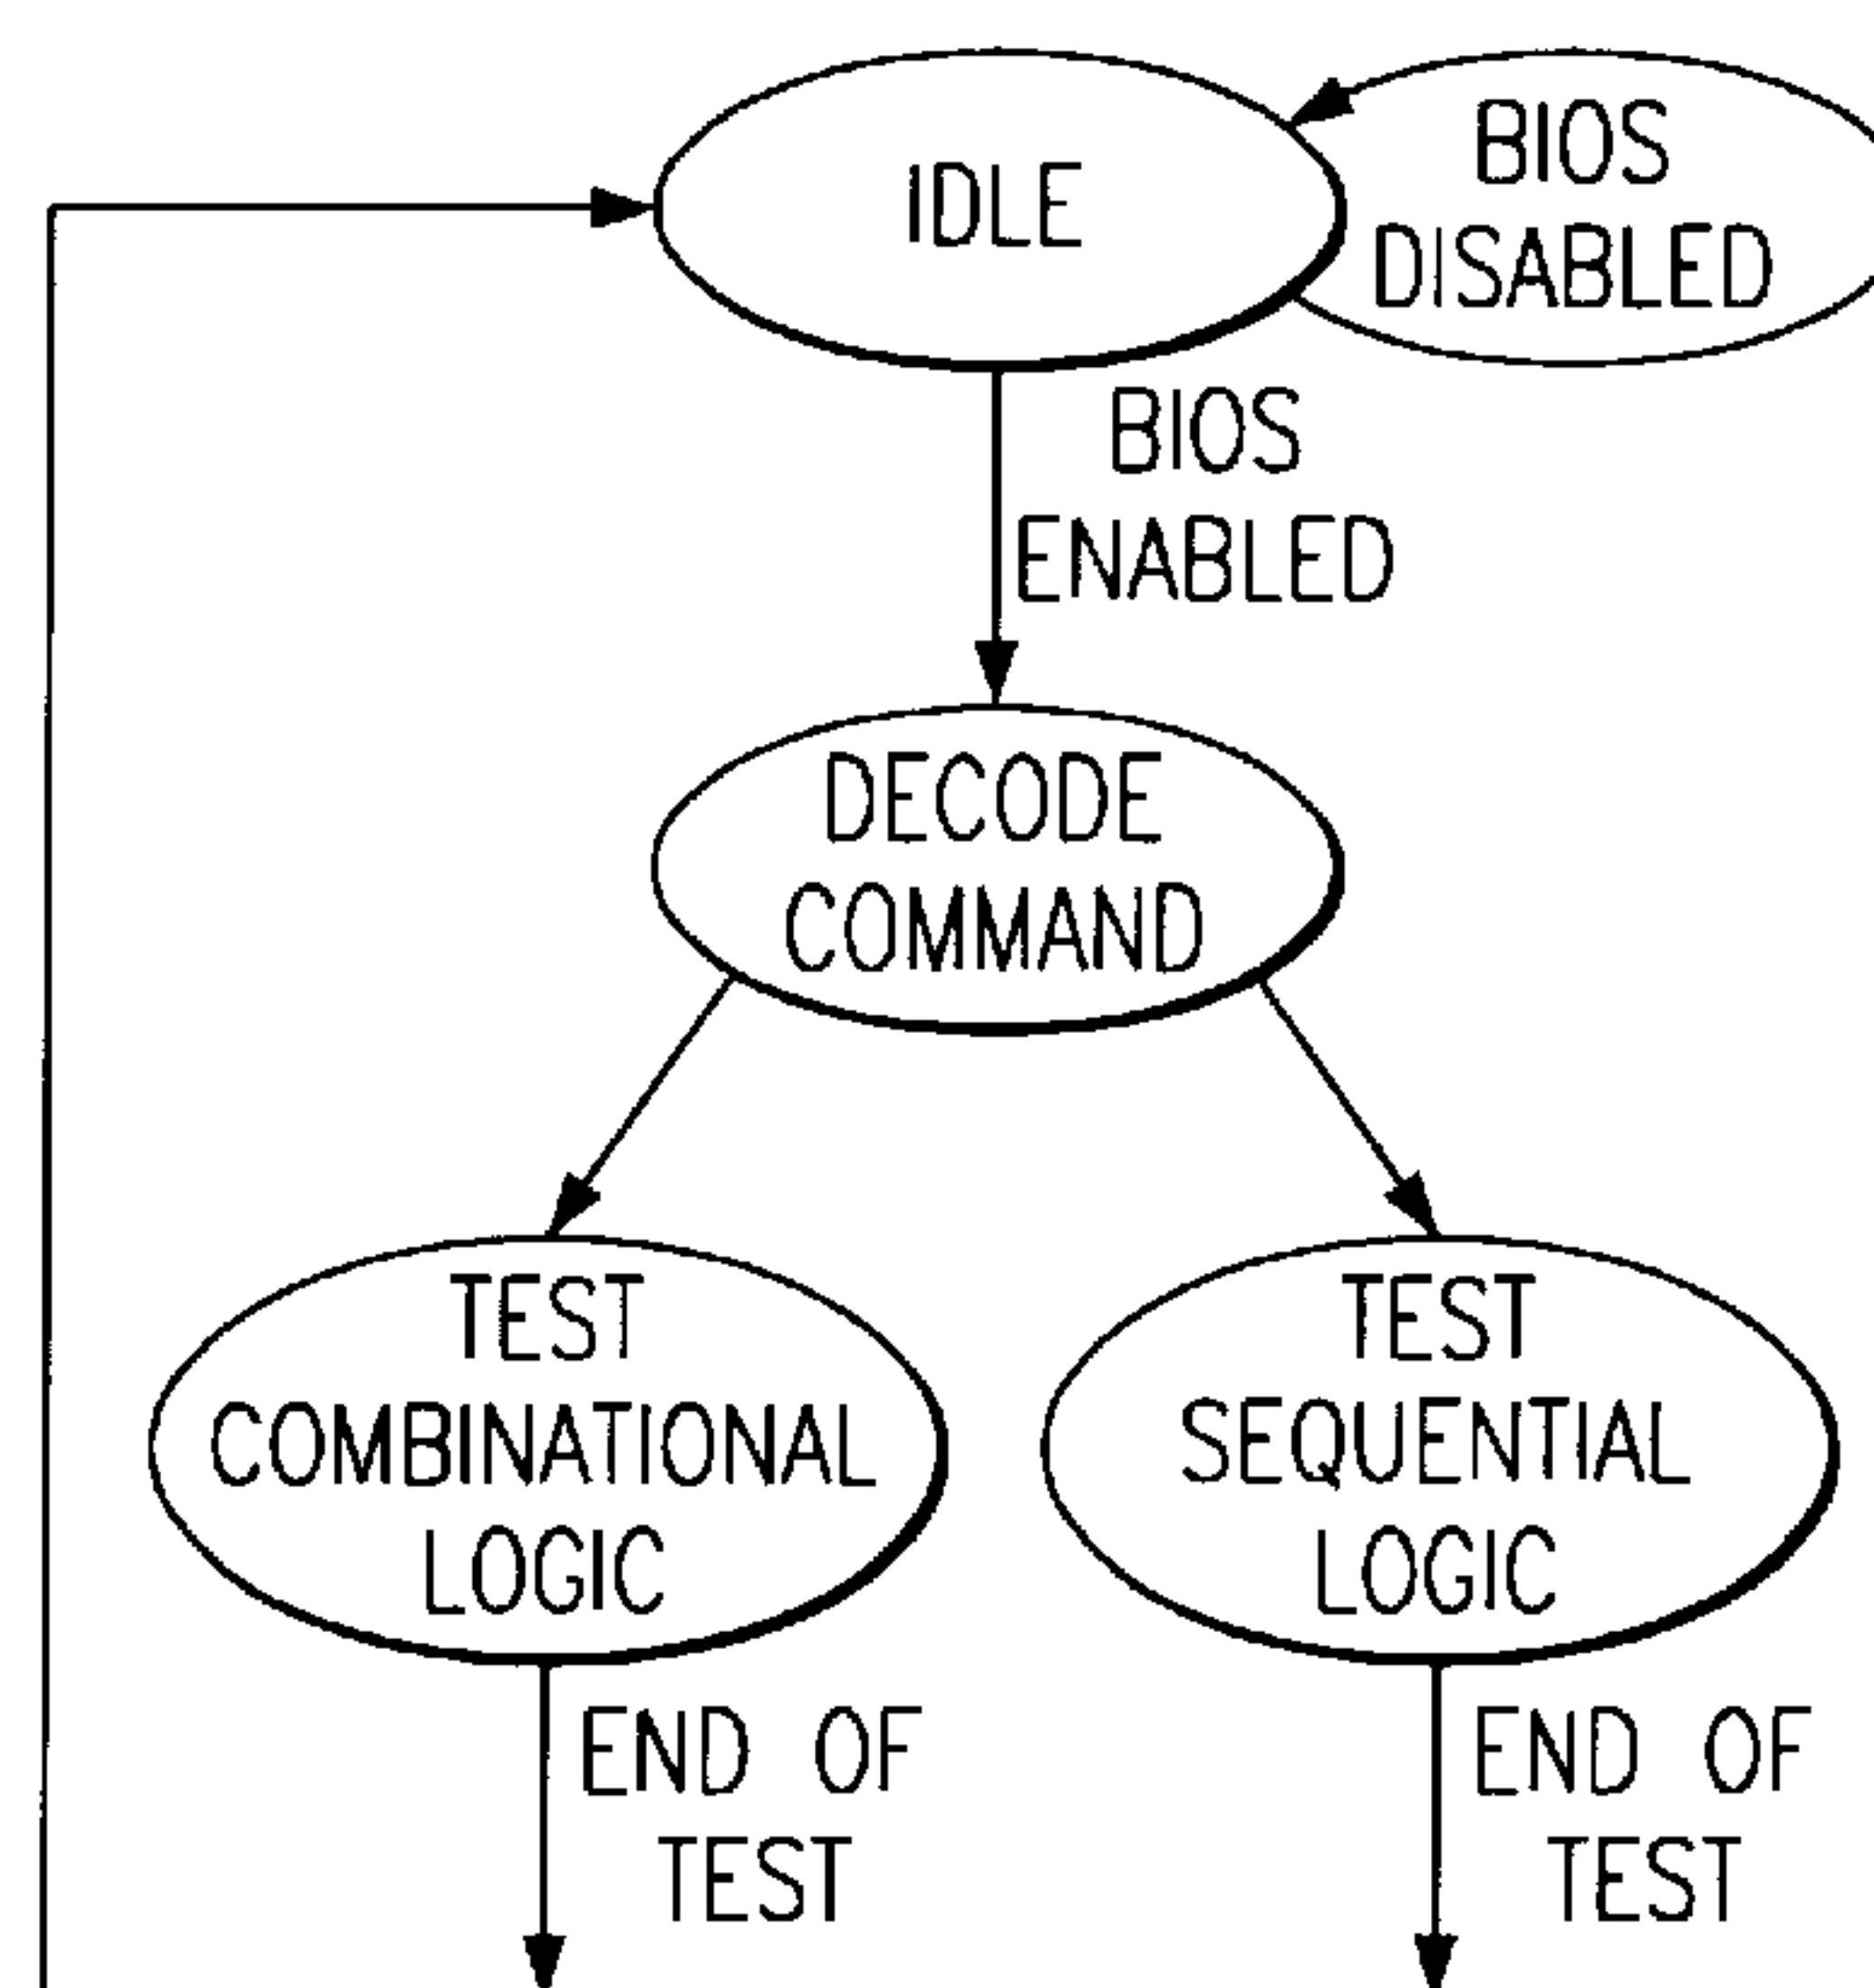 IDLE
BIOS
DISABLED
BIOS
ENABLED
DECODE
COMMAND
TEST
COMBINATIONAL
LOGIC
TEST
SEQUENTIAL
LOGIC
END OF
TEST
END OF
TEST